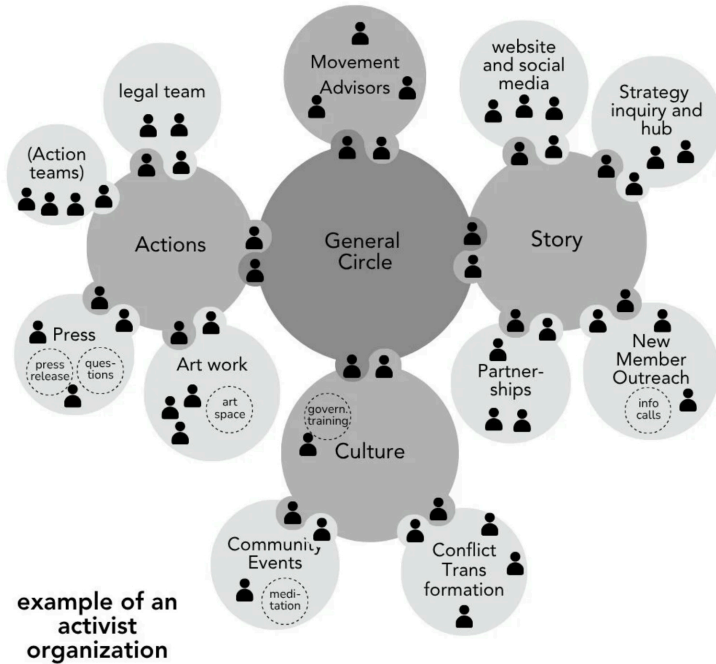 legal team
(Action
teams)
Movement
Advisors
website
and social
media
Strategy
inquiry and
hub
Actions
General
Circle
Story
Press
press
release
ques-
tions
Art work
art
space
Partner-
ships
New
Member
Outreach
info
calls
govern.
training
Culture
Community
Events
medi-
tation
Conflict
Trans
formation
example of an
activist
organization